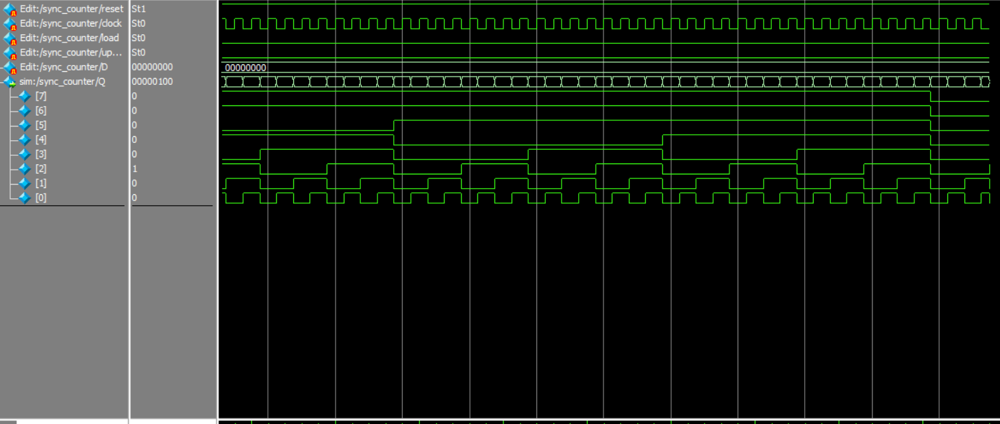 Edit:/sync_counter/reset St1
Edit:/sync_counter/clock St0
Edit:/sync_counter/load St0
Edit:/sync_counter/up... St0
Edit:/sync_counter/D 00000000 00000000
sim:/sync_counter/Q 00000100
[7] 0
[6] 0
[5] 0
[4] 0
[3] 0
[2] 1
[1] 0
[0] 0